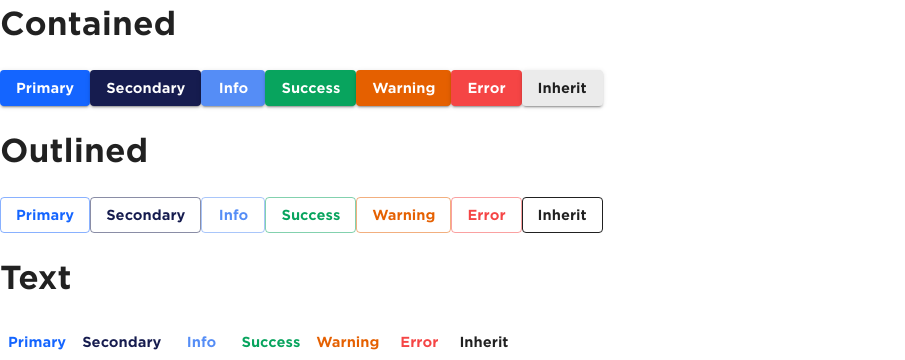 Contained
Primary Secondary Info Success Warning Error Inherit
Outlined
Primary Secondary Info Success Warning Error Inherit
Text
Primary Secondary Info Success Warning Error Inherit